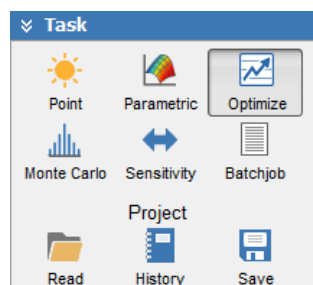 Task
Point Parametric Optimize
Monte Carlo Sensitivity Batchjob
Project
Read History Save